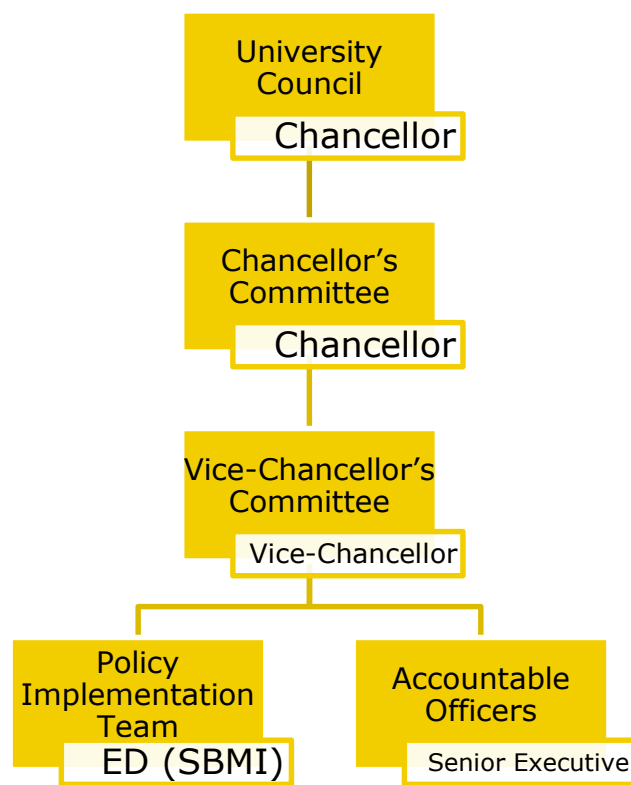 University
Council
Chancellor
Chancellor’s
Committee
Chancellor
Vice-Chancellor’s
Committee
Vice-Chancellor
Policy
Implementation
Team
ED (SBMI)
Accountable
Officers
Senior Executive